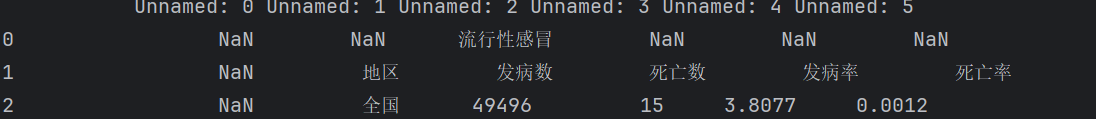 Unnamed: 0 Unnamed: 1 Unnamed: 2 Unnamed: 3 Unnamed: 4 Unnamed: 5
0 NaN NaN 流行性感冒 NaN NaN NaN
1 NaN 地区 发病数 死亡数 发病率 死亡率
2 NaN 全国 49496 15 3.8077 0.0012